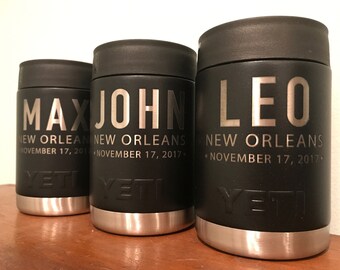 MAX
NEW ORLEANS
NOVEMBER 17, 2017 •
YETI
JOHN
NEW ORLEANS
• NOVEMBER 17, 2017 •
YETI
LEO
NEW ORLEANS
• NOVEMBER 17, 2017 •
YETI